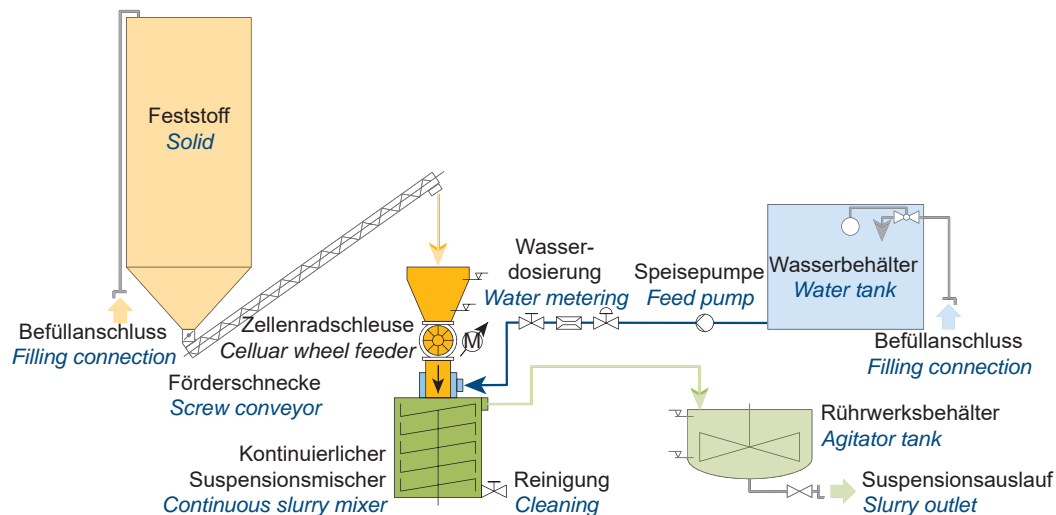 Feststoff
Solid
Befüllanschluss
Filling connection
Zellenradschleuse
Celluar wheel feeder
M
Förderschnecke
Screw conveyor
Kontinuierlicher
Suspensionsmischer
Continuous slurry mixer
Reinigung
Cleaning
Wasser-
dosierung
Water metering
Speisepumpe
Feed pump
Wasserbehälter
Water tank
Befüllanschluss
Filling connection
Rührwerksbehälter
Agitator tank
Suspensionsauslauf
Slurry outlet